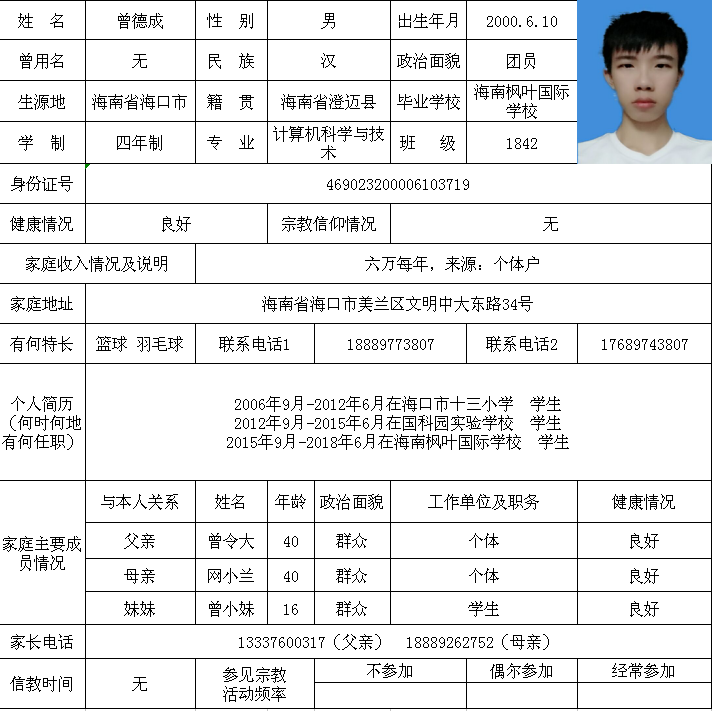 姓 名 曾德成 性 别 男 出生年月 2000.6.10
曾用名 无 民 族 汉 政治面貌 团员
生源地 海南省海口市 籍 贯 海南省澄迈县 毕业学校 海南枫叶国际
学校
学 制 四年制 专 业 计算机科学与技
术 班 级 1842
身份证号 469023200006103719
健康情况 良好 宗教信仰情况 无
家庭收入情况及说明 六万每年，来源：个体户
家庭地址 海南省海口市美兰区文明中大东路34号
有何特长 篮球 羽毛球 联系电话1 18889773807 联系电话2 17689743807
个人简历
（何时何地
有何任职）
2006年9月-2012年6月在海口市十三小学 学生
2012年9月-2015年6月在国科园实验学校 学生
2015年9月-2018年6月在海南枫叶国际学校 学生
家庭主要成
员情况
与本人关系 姓名 年龄 政治面貌 工作单位及职务 健康情况
父亲 曾令大 40 群众 个体 良好
母亲 网小兰 40 群众 个体 良好
妹妹 曾小妹 16 群众 学生 良好
家长电话 13337600317（父亲） 18889262752（母亲）
信教时间 无 参见宗教
活动频率 不参加 偶尔参加 经常参加